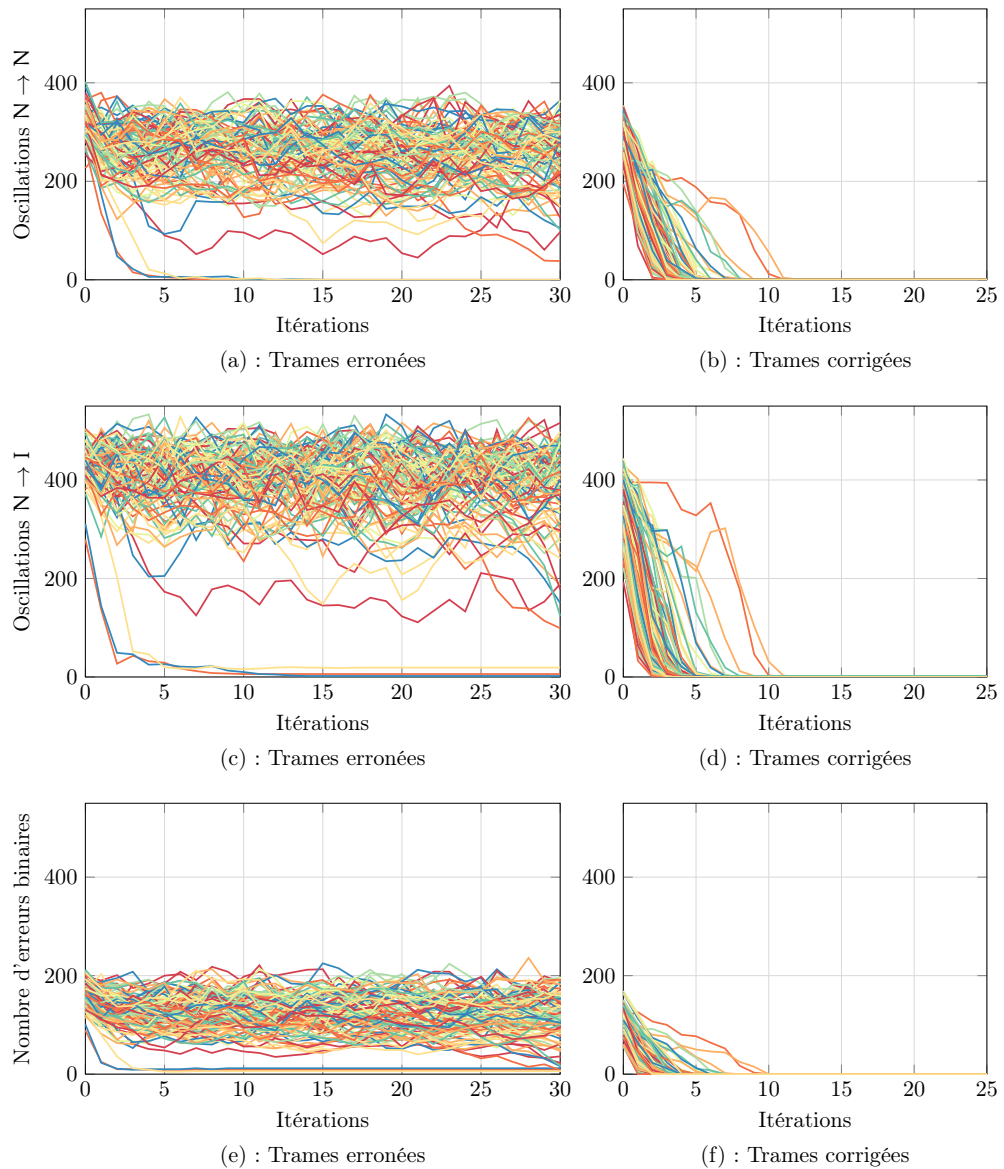 Oscillations N → N
400
200
0
0 5 10 15 20 25 30
Itérations
(a) : Trames erronées
400
200
0
0 5 10 15 20 25
Itérations
(b) : Trames corrigées
Oscillations N → I
400
200
0
0 5 10 15 20 25 30
Itérations
(c) : Trames erronées
400
200
0
0 5 10 15 20 25
Itérations
(d) : Trames corrigées
Nombre d'erreurs binaires
400
200
0
0 5 10 15 20 25 30
Itérations
(e) : Trames erronées
400
200
0
0 5 10 15 20 25
Itérations
(f) : Trames corrigées